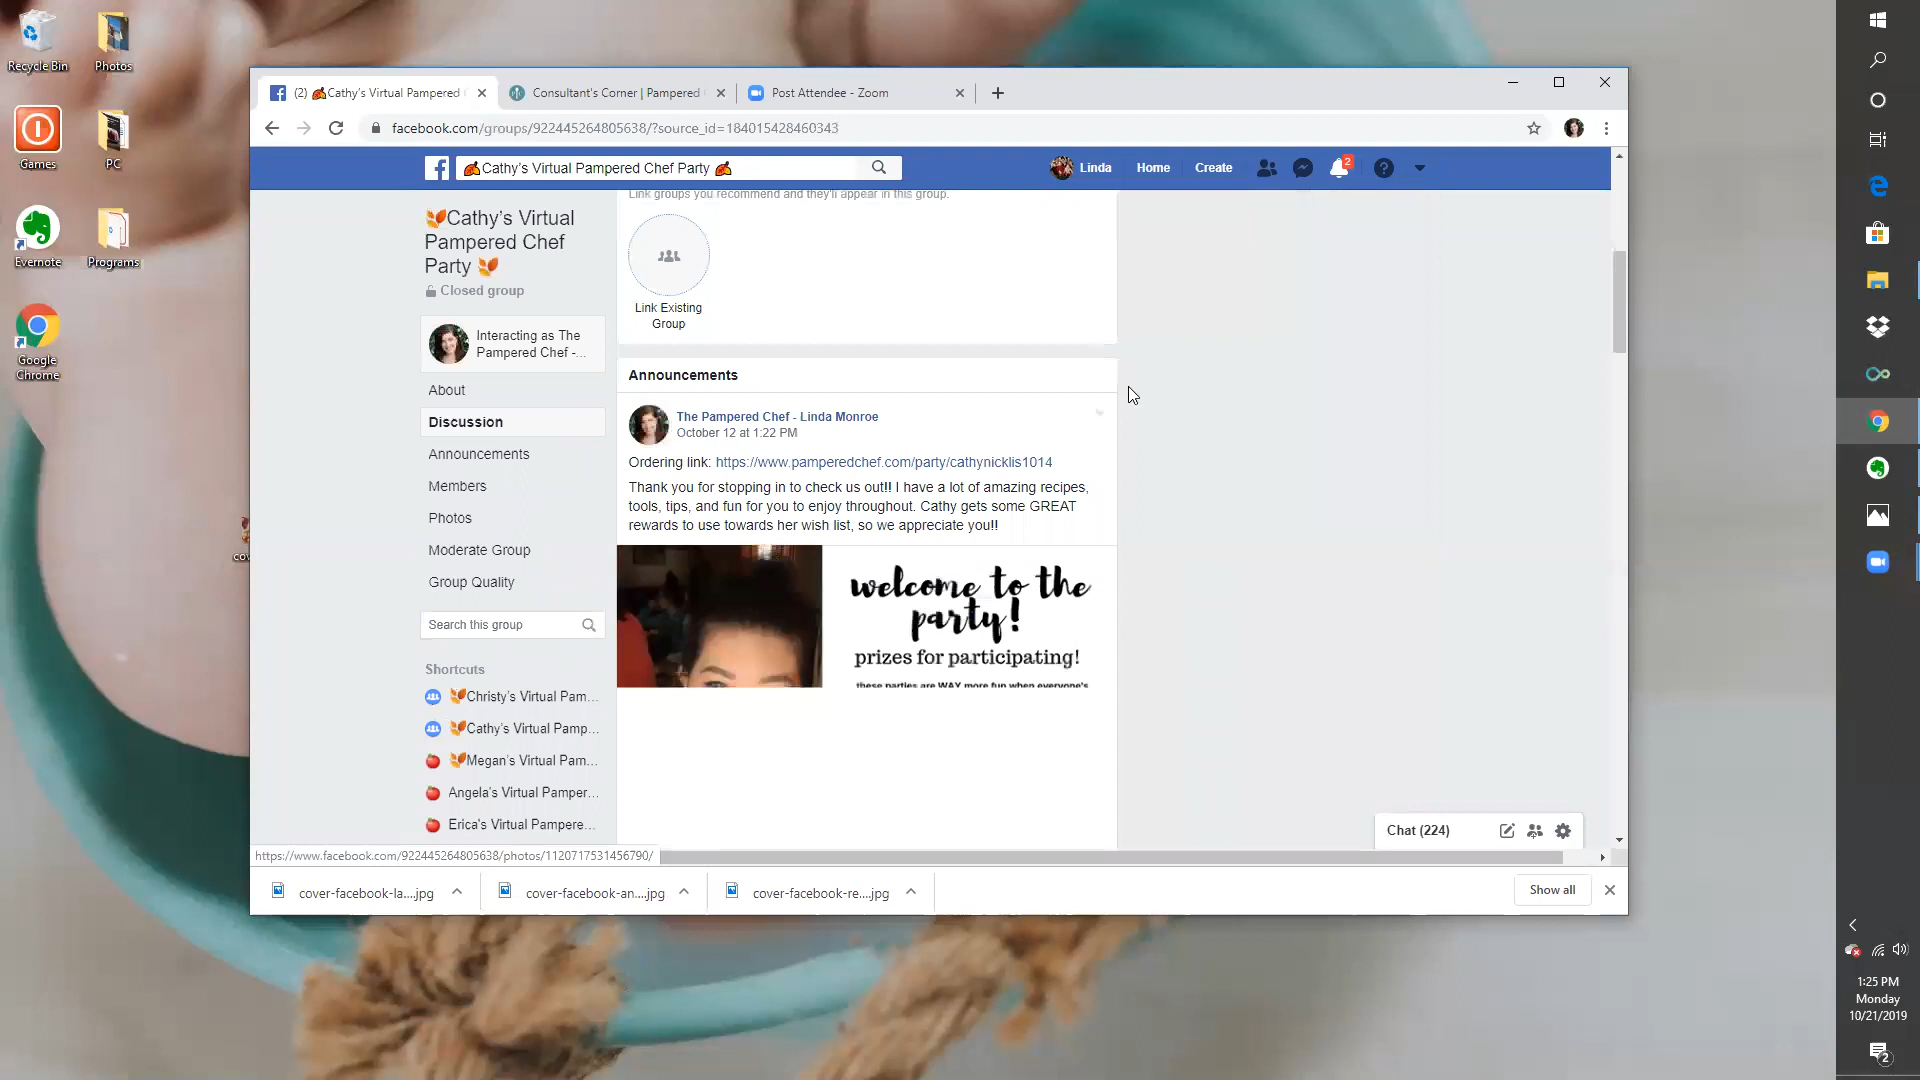 Recycle Bin
Photos
Games
PC
Evernote
Programs
Google
Chrome
(2) 🍂Cathy's Virtual Pampered
Consultant's Corner | Pampered
Post Attendee - Zoom
facebook.com/groups/922445264805638/?source_id=184015428460343
🍂Cathy's Virtual Pampered Chef Party 🍂
Linda
Home
Create
2
🍂Cathy's Virtual
Pampered Chef
Party 🍂
Closed group
Interacting as The
Pampered Chef -...
About
Discussion
Announcements
Members
Photos
Moderate Group
Group Quality
Search this group
Shortcuts
🍂Christy's Virtual Pam...
🍂Cathy's Virtual Pamp...
🍂Megan's Virtual Pam...
Angela's Virtual Pamper...
Erica's Virtual Pampere...
Link groups you recommend and they'll appear in this group.
Link Existing
Group
Announcements
The Pampered Chef - Linda Monroe
October 12 at 1:22 PM
Ordering link: https://www.pamperedchef.com/party/cathynicklis1014
Thank you for stopping in to check us out!! I have a lot of amazing recipes,
tools, tips, and fun for you to enjoy throughout. Cathy gets some GREAT
rewards to use towards her wish list, so we appreciate you!!
welcome to the
party!
prizes for participating!
these parties are WAY more fun when everyone's
Chat (224)
https://www.facebook.com/922445264805638/photos/1120717531456790/
cover-facebook-la....jpg
cover-facebook-an....jpg
cover-facebook-re....jpg
Show all
1:25 PM
Monday
10/21/2019
2